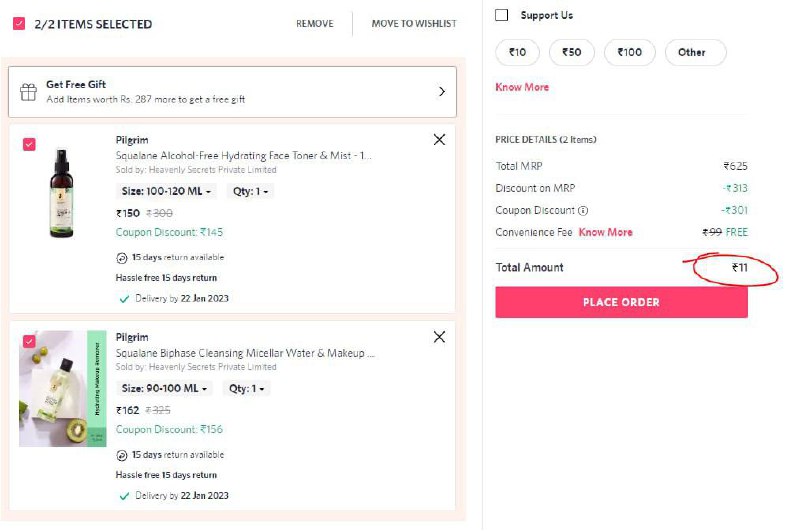 2/2 ITEMS SELECTED
REMOVE
MOVE TO WISHLIST
Get Free Gift
Add Items worth Rs. 287 more to get a free gift
Pilgrim
Squalane Alcohol-Free Hydrating Face Toner & Mist - 1...
Sold by: Heavenly Secrets Private Limited
Size: 100-120 ML
Qty: 1
₹150 ₹300
Coupon Discount: ₹145
15 days return available
Hassle free 15 days return
Delivery by 22 Jan 2023
Pilgrim
Squalane Biphase Cleansing Micellar Water & Makeup ...
Sold by: Heavenly Secrets Private Limited
Size: 90-100 ML
Qty: 1
₹162 ₹325
Coupon Discount: ₹156
15 days return available
Hassle free 15 days return
Delivery by 22 Jan 2023
Hydrating Makeup Remover
Support Us
₹10
₹50
₹100
Other
Know More
PRICE DETAILS (2 Items)
Total MRP ₹625
Discount on MRP -₹313
Coupon Discount -₹301
Convenience Fee Know More ₹99 FREE
Total Amount ₹11
PLACE ORDER